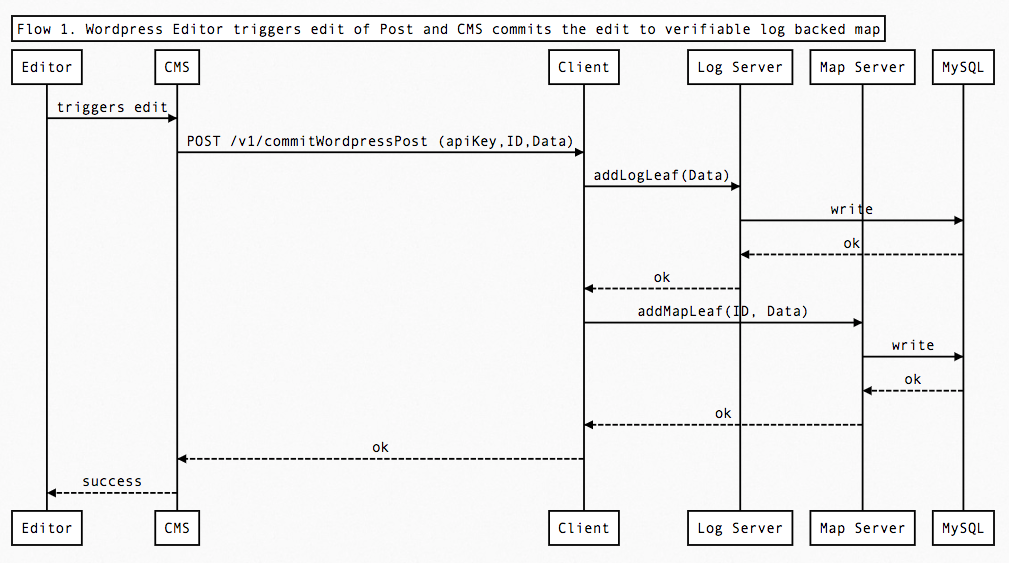 Flow 1. Wordpress Editor triggers edit of Post and CMS commits the edit to verifiable log backed map
Editor CMS Client Log Server Map Server MySQL
triggers edit
POST /v1/commitWordpressPost (apiKey,ID,Data)
addLogLeaf(Data)
write
ok
ok
addMapLeaf(ID, Data)
write
ok
ok
ok
success
Editor CMS Client Log Server Map Server MySQL